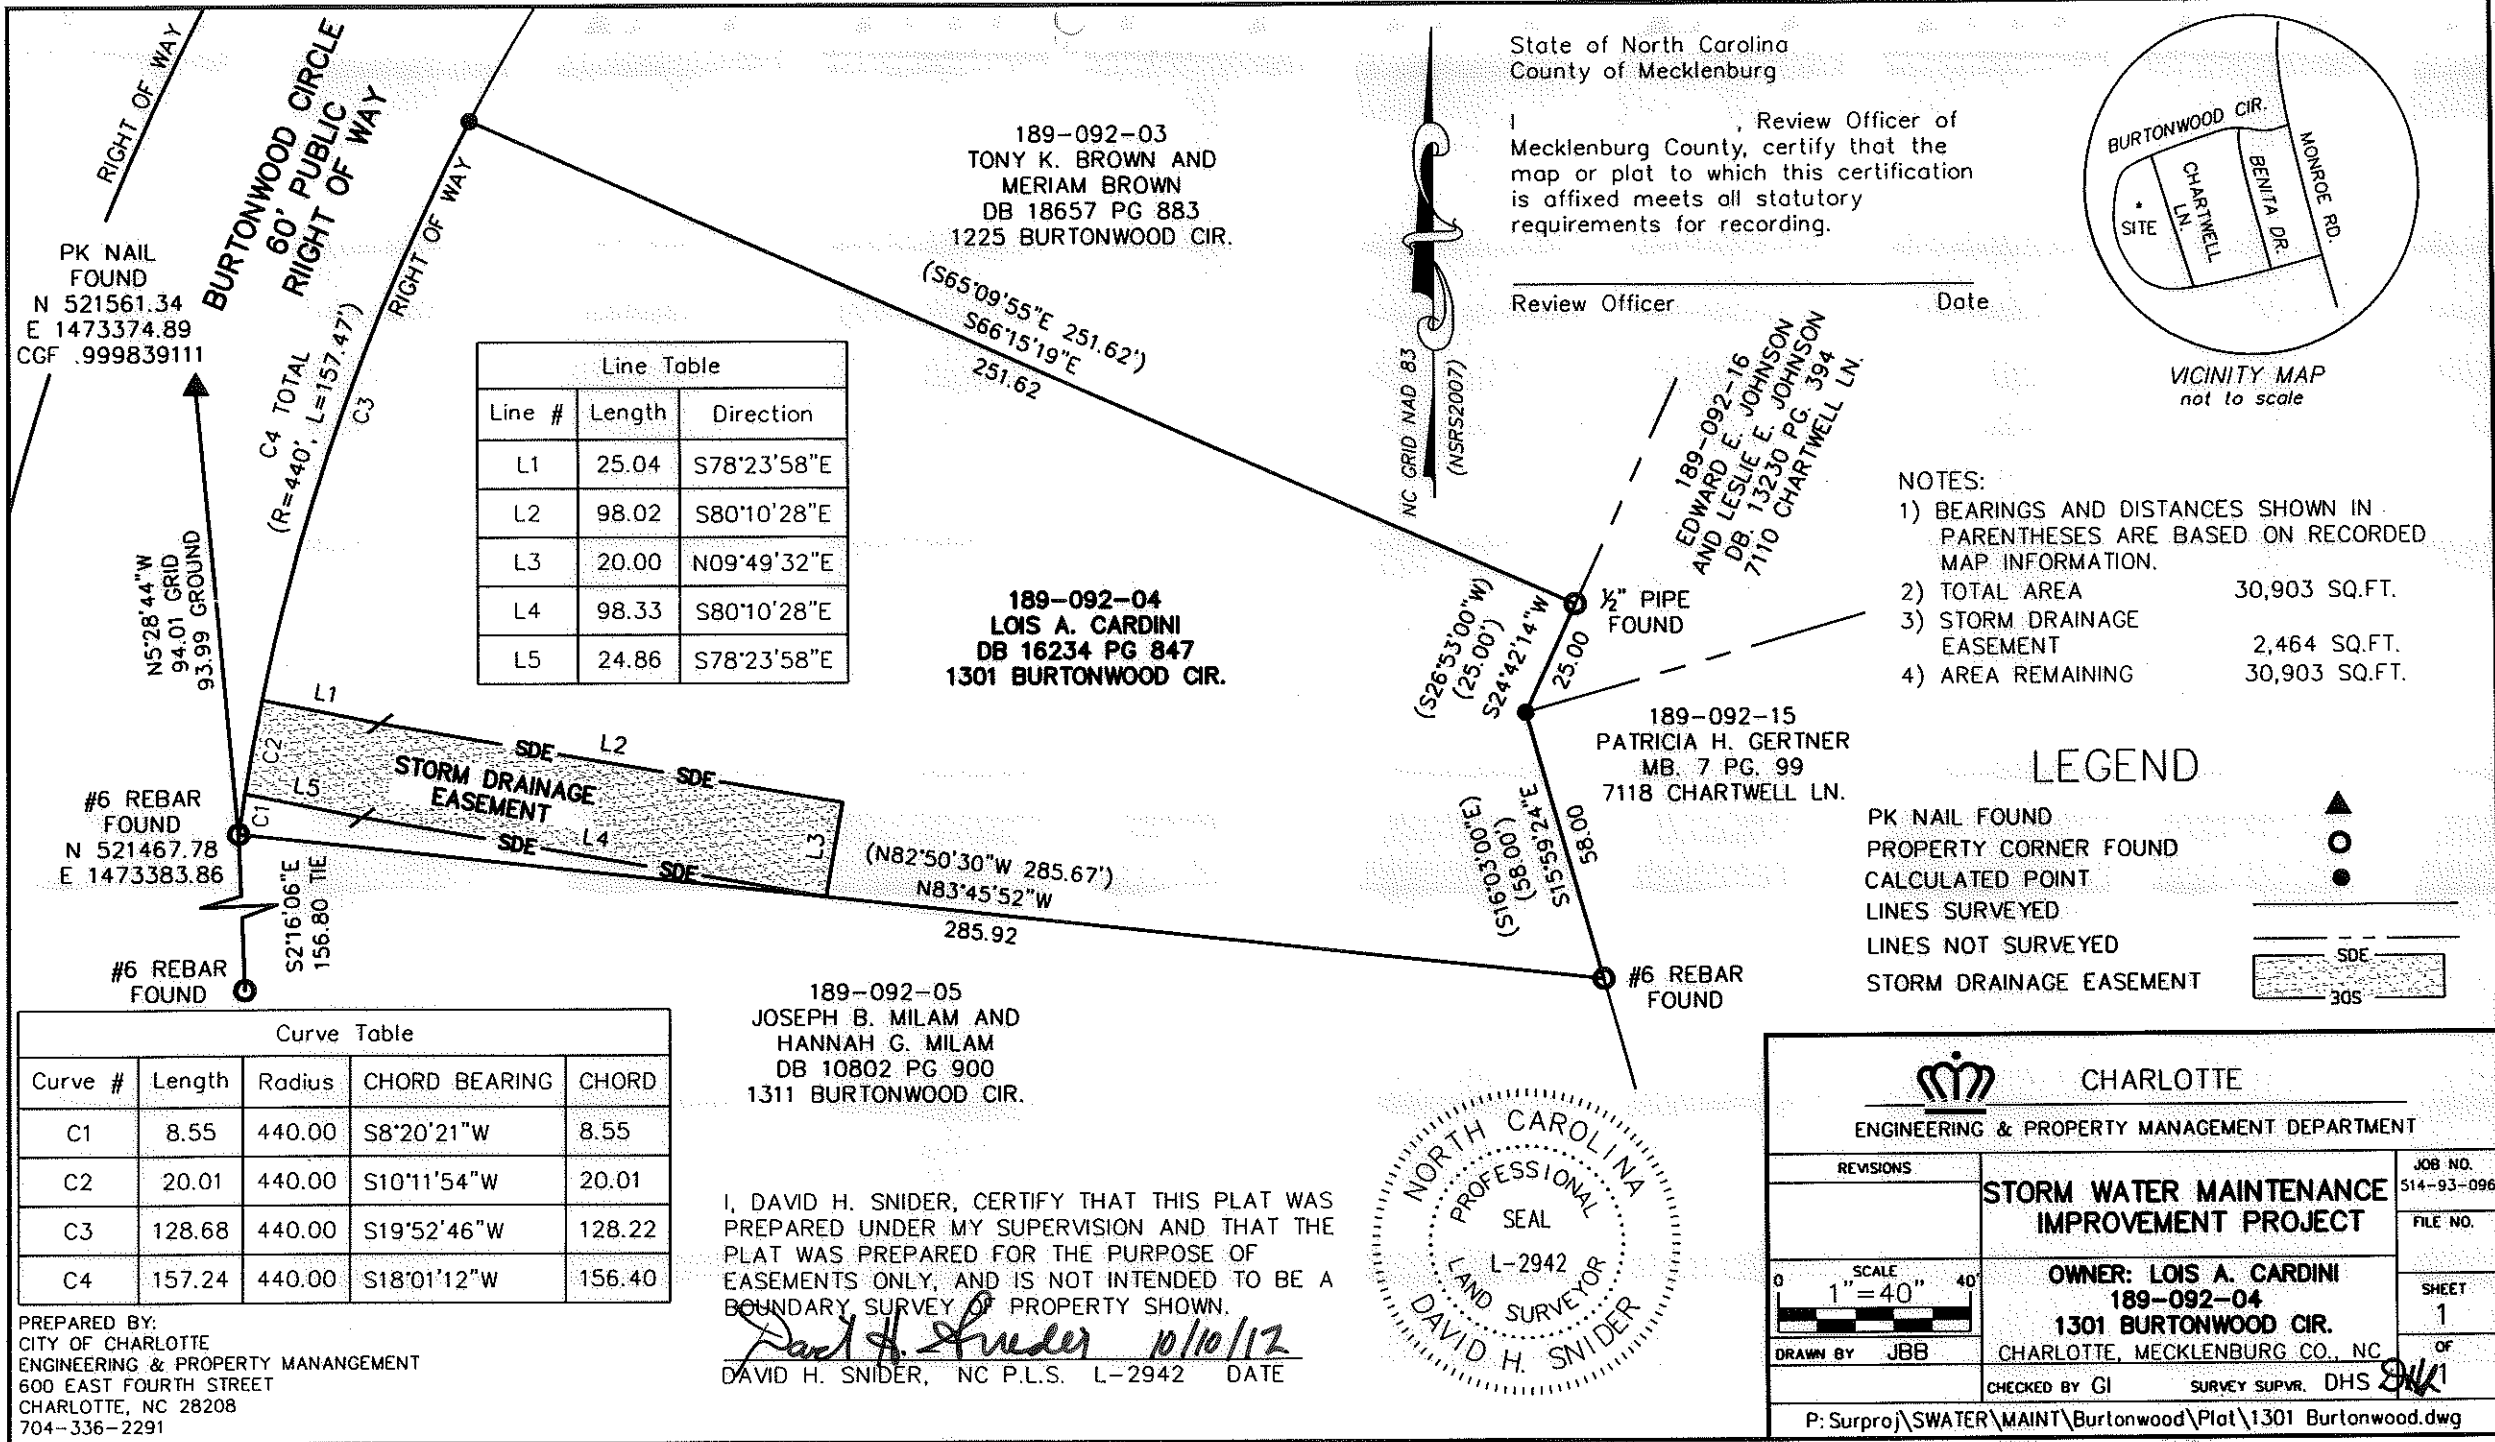 RIGHT OF WAY
BURTONWOOD CIRCLE
60' PUBLIC
RIIGHT OF WAY
RIGHT OF WAY
PK NAIL
FOUND
N 521561.34
E 1473374.89
CGF .999839111
C4 TOTAL
(R=440', L=157.47')
C3
N5°28'44"W
94.01 GRID
93.99 GROUND
189-092-03
TONY K. BROWN AND
MERIAM BROWN
DB 18657 PG 883
1225 BURTONWOOD CIR.
(S65°09'55"E 251.62')
S66°15'19"E
251.62
Line Table
Line # Length Direction
L1 25.04 S78°23'58"E
L2 98.02 S80°10'28"E
L3 20.00 N09°49'32"E
L4 98.33 S80°10'28"E
L5 24.86 S78°23'58"E
189-092-04
LOIS A. CARDINI
DB 16234 PG 847
1301 BURTONWOOD CIR.
NC GRID NAD 83
(NSRS2007)
State of North Carolina
County of Mecklenburg
I , Review Officer of
Mecklenburg County, certify that the
map or plat to which this certification
is affixed meets all statutory
requirements for recording.
Review Officer Date
BURTONWOOD CIR.
MONROE RD.
BENITA DR.
CHARTWELL
LN.
*
SITE
VICINITY MAP
not to scale
189-092-16
EDWARD E. JOHNSON
AND LESLIE E. JOHNSON
DB. 13230 PG. 394
7110 CHARTWELL LN.
½" PIPE
FOUND
(S26°53'00"W)
(25.00')
S24°42'14"W
25.00
NOTES:
1) BEARINGS AND DISTANCES SHOWN IN
PARENTHESES ARE BASED ON RECORDED
MAP INFORMATION.
2) TOTAL AREA 30,903 SQ.FT.
3) STORM DRAINAGE
EASEMENT 2,464 SQ.FT.
4) AREA REMAINING 30,903 SQ.FT.
189-092-15
PATRICIA H. GERTNER
MB. 7 PG. 99
7118 CHARTWELL LN.
(S16°03'00"E)
(58.00')
S15°59'24"E
58.00
L1
C2
SDE
L2
SDE
STORM DRAINAGE
EASEMENT
L5
C1
SDE
L4
SDE
L3
#6 REBAR
FOUND
N 521467.78
E 1473383.86
S2°16'06"E
156.80 TIE
#6 REBAR
FOUND
(N82°50'30"W 285.67')
N83°45'52"W
285.92
#6 REBAR
FOUND
189-092-05
JOSEPH B. MILAM AND
HANNAH G. MILAM
DB 10802 PG 900
1311 BURTONWOOD CIR.
LEGEND
PK NAIL FOUND
PROPERTY CORNER FOUND
CALCULATED POINT
LINES SURVEYED
LINES NOT SURVEYED
STORM DRAINAGE EASEMENT
SDE
SDE
Curve Table
Curve # Length Radius CHORD BEARING CHORD
C1 8.55 440.00 S8°20'21"W 8.55
C2 20.01 440.00 S10°11'54"W 20.01
C3 128.68 440.00 S19°52'46"W 128.22
C4 157.24 440.00 S18°01'12"W 156.40
PREPARED BY:
CITY OF CHARLOTTE
ENGINEERING & PROPERTY MANANGEMENT
600 EAST FOURTH STREET
CHARLOTTE, NC 28208
704-336-2291
I, DAVID H. SNIDER, CERTIFY THAT THIS PLAT WAS
PREPARED UNDER MY SUPERVISION AND THAT THE
PLAT WAS PREPARED FOR THE PURPOSE OF
EASEMENTS ONLY, AND IS NOT INTENDED TO BE A
BOUNDARY SURVEY OF PROPERTY SHOWN.
David H. Snider 10/10/12
DAVID H. SNIDER, NC P.L.S. L-2942 DATE
NORTH CAROLINA
PROFESSIONAL
SEAL
L-2942
LAND SURVEYOR
DAVID H. SNIDER
CHARLOTTE
ENGINEERING & PROPERTY MANAGEMENT DEPARTMENT
REVISIONS
STORM WATER MAINTENANCE
IMPROVEMENT PROJECT
JOB NO.
514-93-096
FILE NO.
SCALE
0 1"=40" 40'
OWNER: LOIS A. CARDINI
189-092-04
1301 BURTONWOOD CIR.
CHARLOTTE, MECKLENBURG CO., NC
SHEET
1
OF
1
DRAWN BY JBB
CHECKED BY GI SURVEY SUPVR. DHS
P: Surproj\SWATER\MAINT\Burtonwood\Plat\1301 Burtonwood.dwg